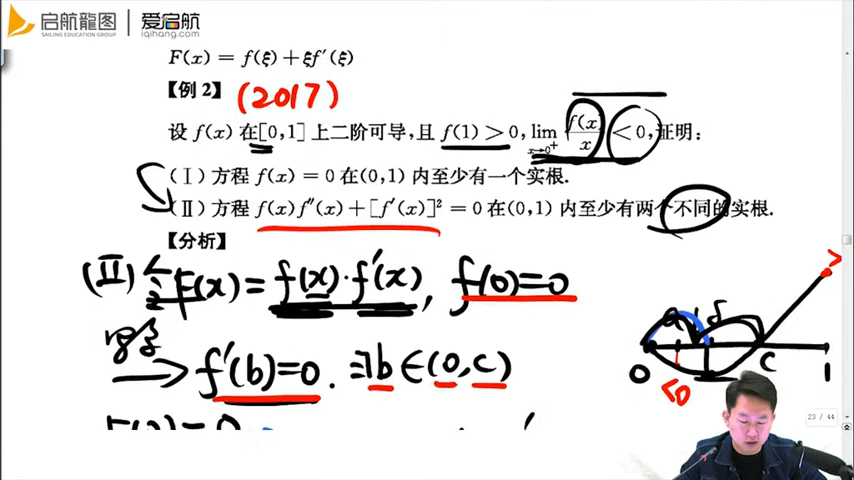 启航龍图 爱启航
SAILING EDUCATION GROUP iqihang.com
F(x) = f(ξ)+ξf′(ξ)
【例 2】 (2017)
设 f(x) 在[0,1] 上二阶可导,且 f(1) > 0, lim x→0⁺ f(x)/x < 0,证明:
(Ⅰ) 方程 f(x) = 0 在(0,1) 内至少有一个实根.
(Ⅱ) 方程 f(x)f″(x)+[f′(x)]² = 0 在(0,1) 内至少有两个不同的实根.
【分析】
(Ⅱ) 令 F(x) = f(x)·f′(x), f(0)=0
罗尔 → f′(b)=0. ∃b∈(0,c)
0 C 1
<0
>
23 / 44